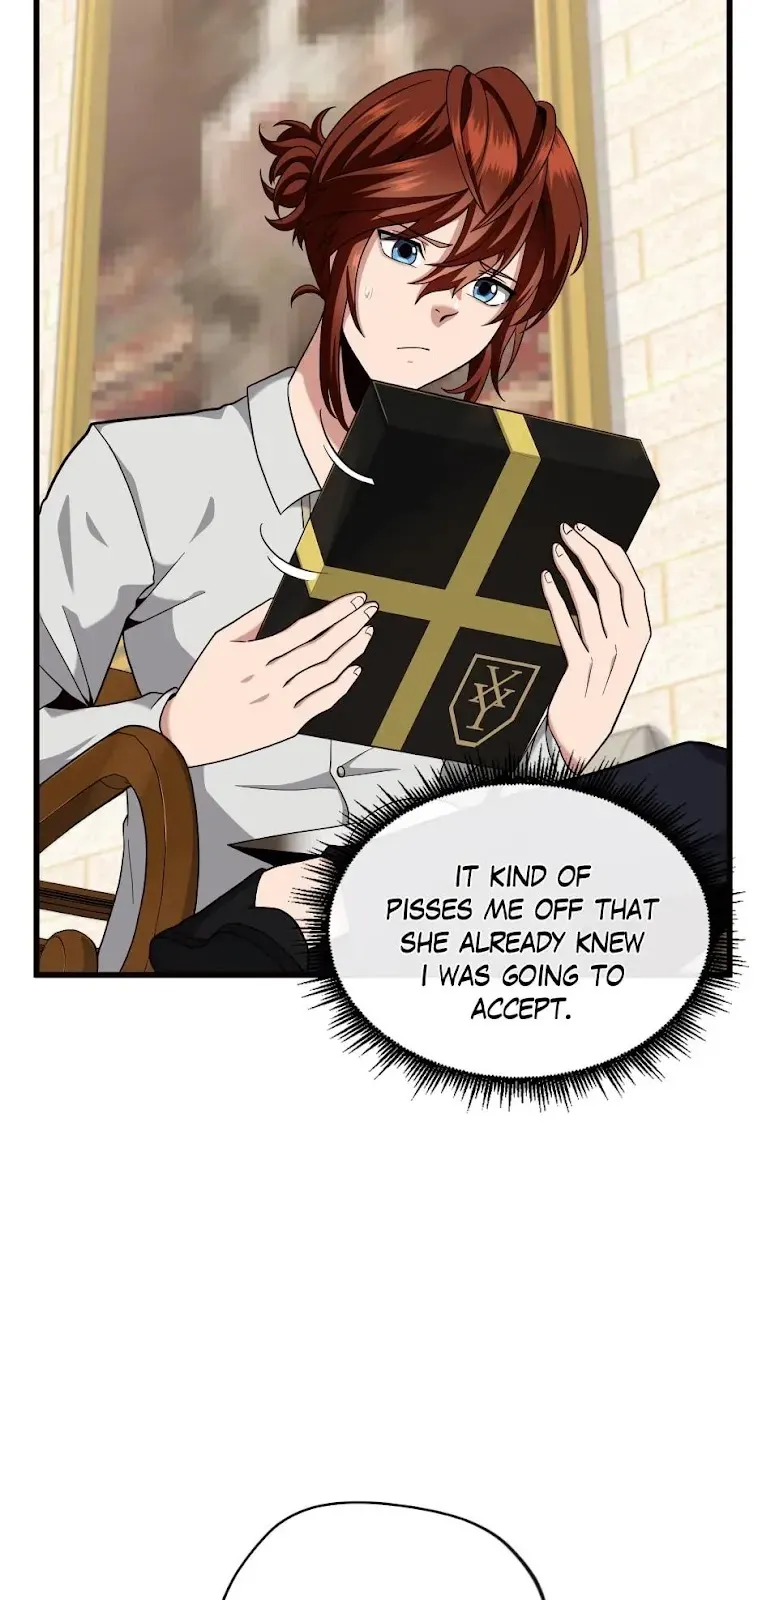 IT KIND OF
PISSES ME OFF THAT
SHE ALREADY KNEW
I WAS GOING TO
ACCEPT.